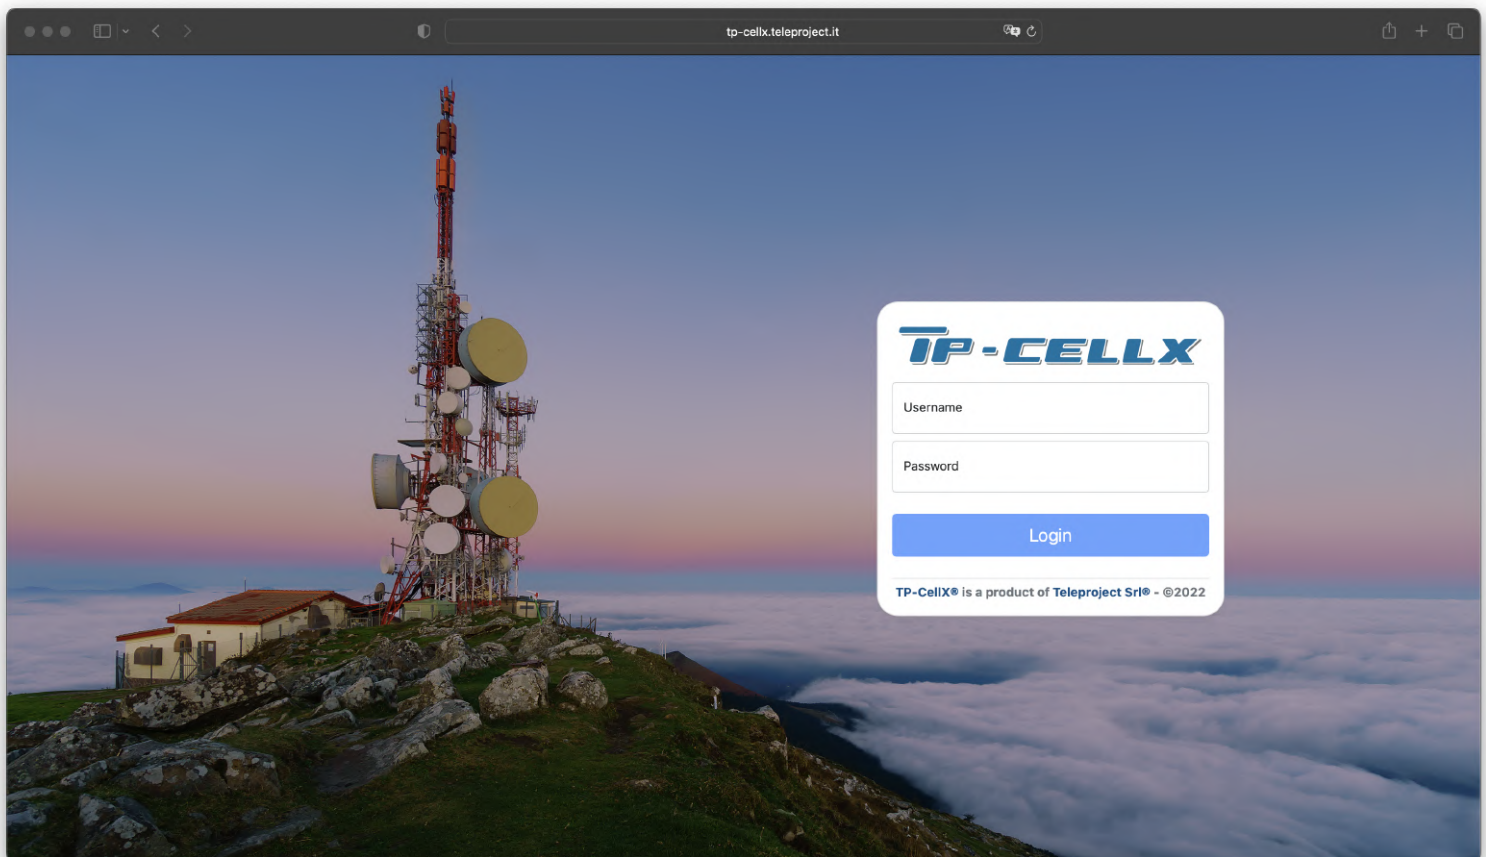 tp-cellx.teleproject.it
TP-CELLX
Username
Password
Login
TP-CellX® is a product of Teleproject Srl® - ©2022